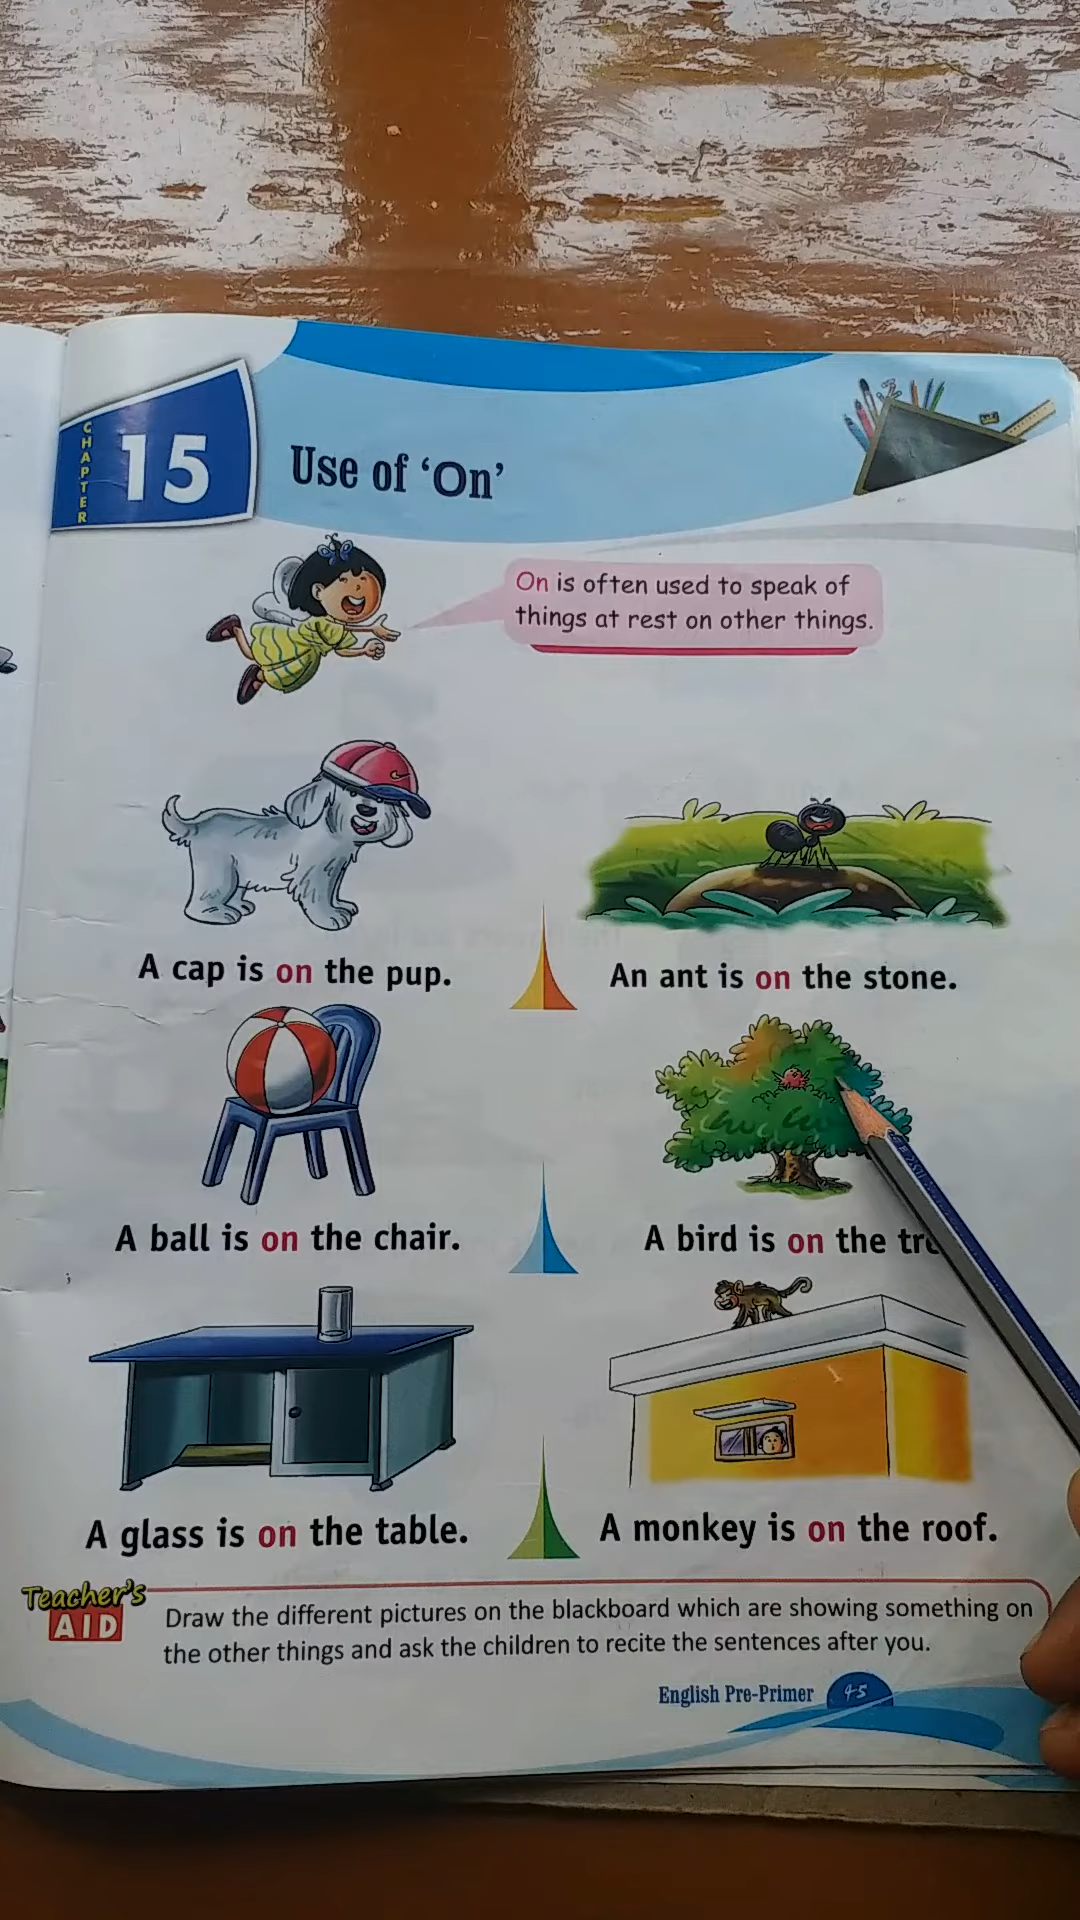 CHAPTER
15
Use of ‘On’
On is often used to speak of
things at rest on other things.
A cap is on the pup.
An ant is on the stone.
A ball is on the chair.
A bird is on the
A glass is on the table.
A monkey is on the roof.
Teacher's
AID
Draw the different pictures on the blackboard which are showing something on
the other things and ask the children to recite the sentences after you.
English Pre-Primer
45